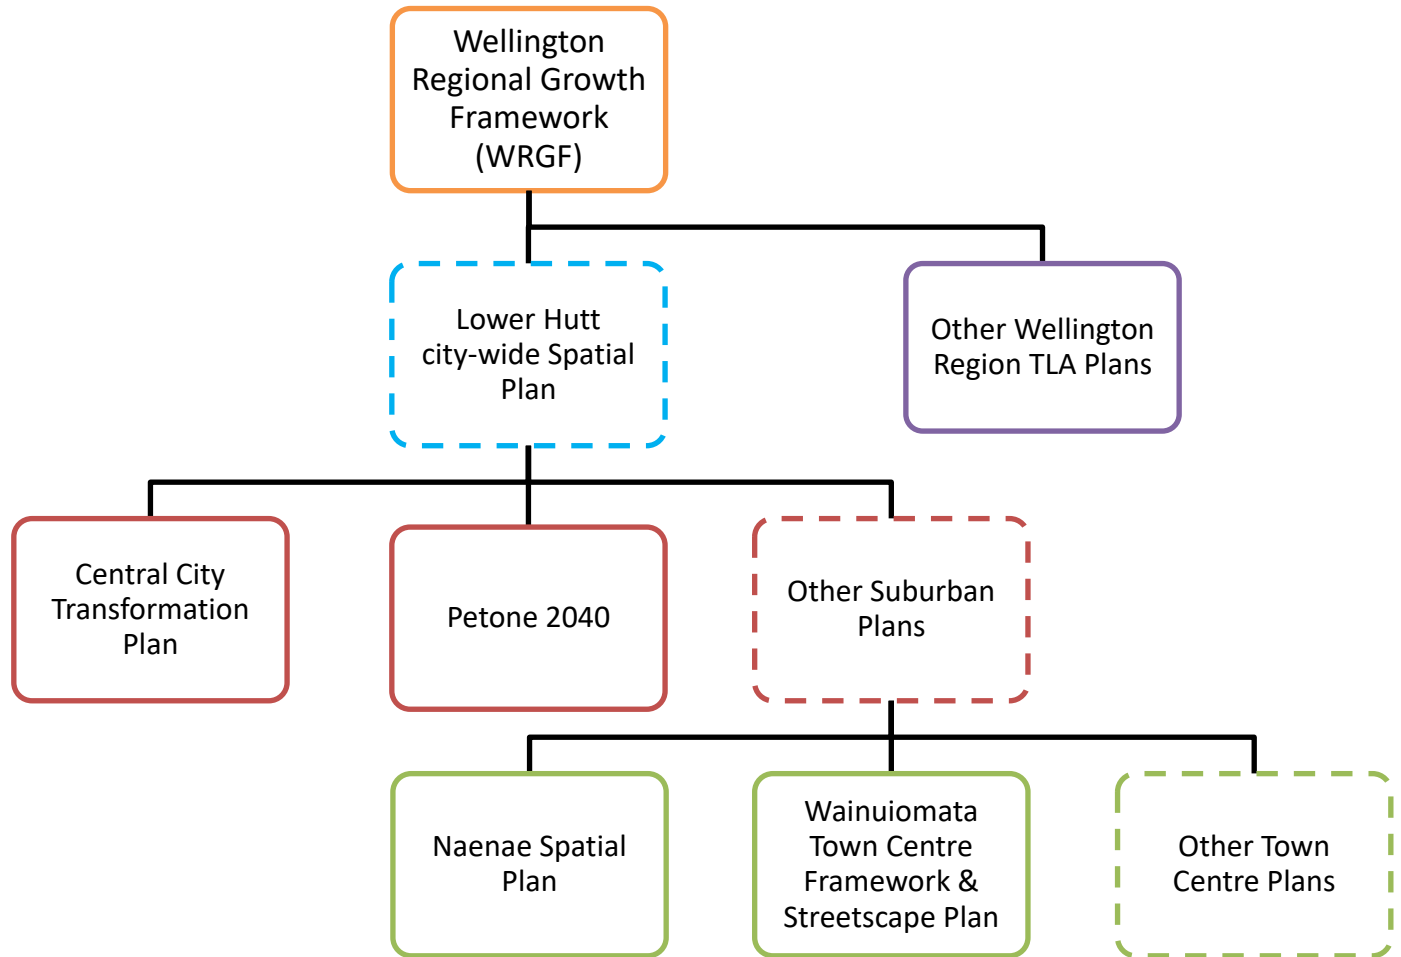 Wellington
Regional Growth
Framework
(WRGF)
Lower Hutt
city-wide Spatial
Plan
Other Wellington
Region TLA Plans
Central City
Transformation
Plan
Petone 2040
Other Suburban
Plans
Naenae Spatial
Plan
Wainuiomata
Town Centre
Framework &
Streetscape Plan
Other Town
Centre Plans